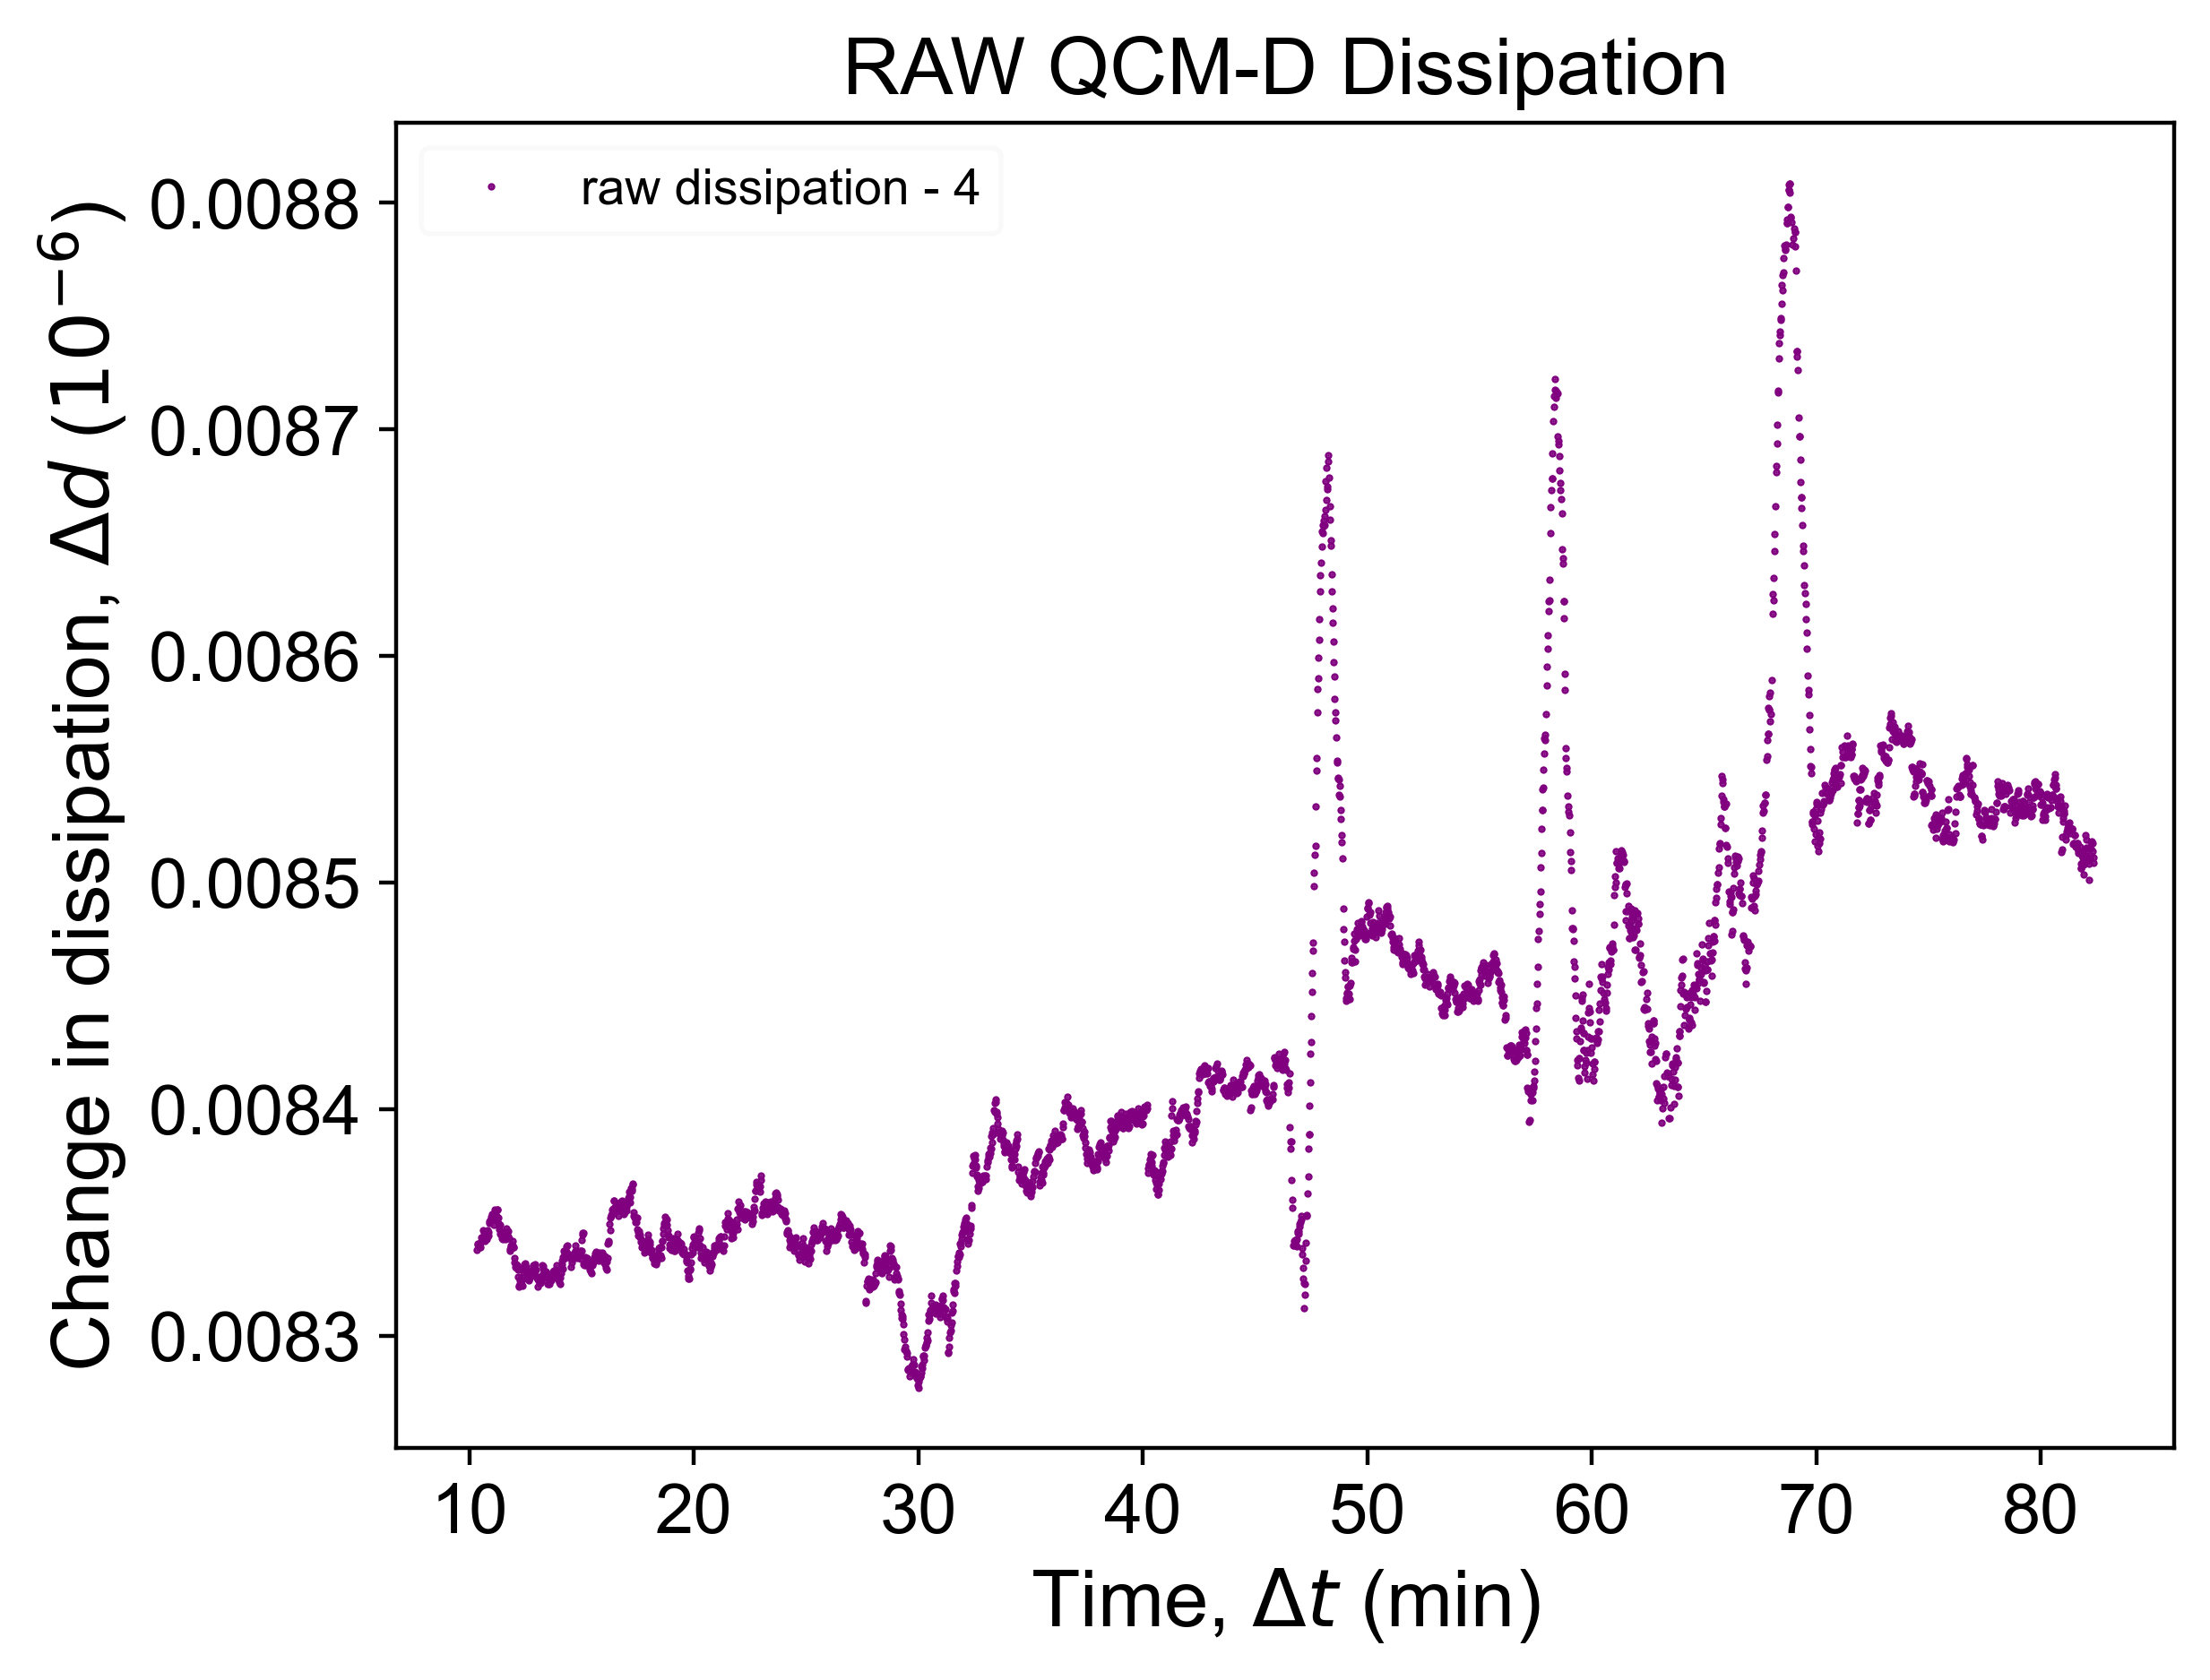 RAW QCM-D Dissipation
raw dissipation - 4
Change in dissipation, Δd (10⁻⁶)
0.0088
0.0087
0.0086
0.0085
0.0084
0.0083
10 20 30 40 50 60 70 80
Time, Δt (min)